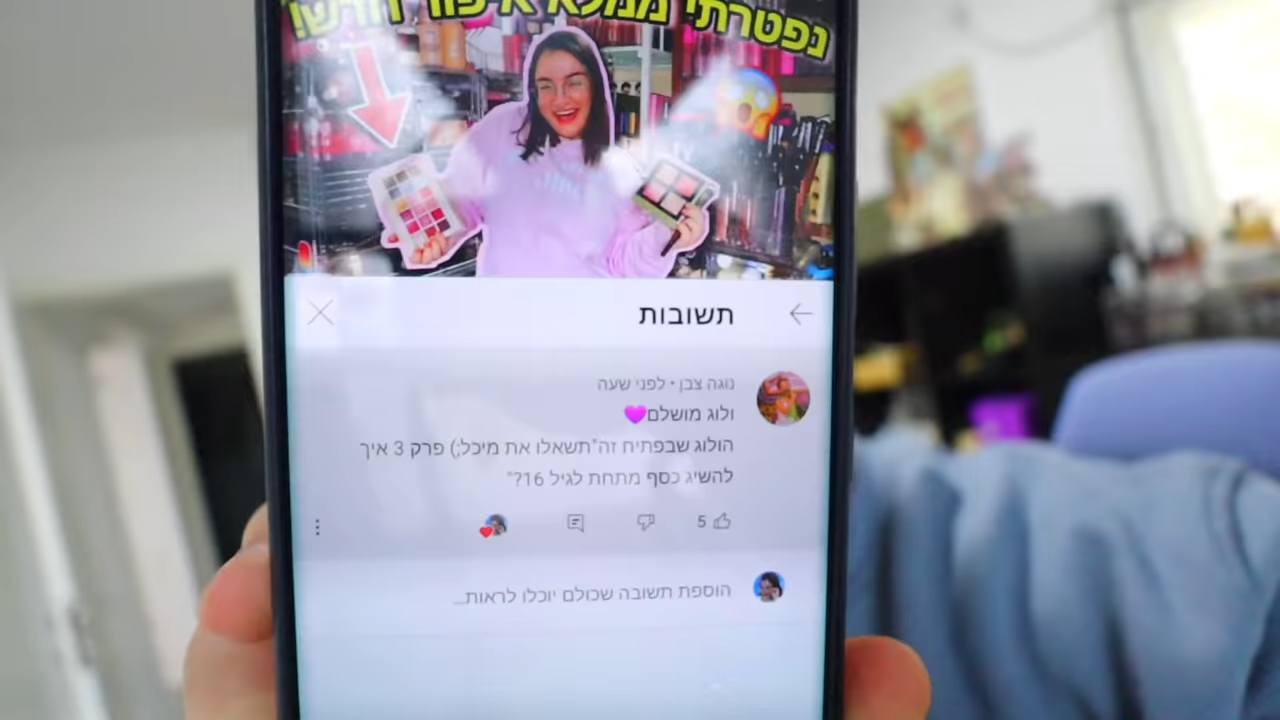 נפטרתי ממלא איפור חדש!
תשובות
נוגה צבן • לפני שעה
ולוג מושלם💜
הולוג שבפתיח זה"תשאלו את מיכל;) פרק 3 איך
להשיג כסף מתחת לגיל 16?"
5
הוספת תשובה שכולם יוכלו לראות...